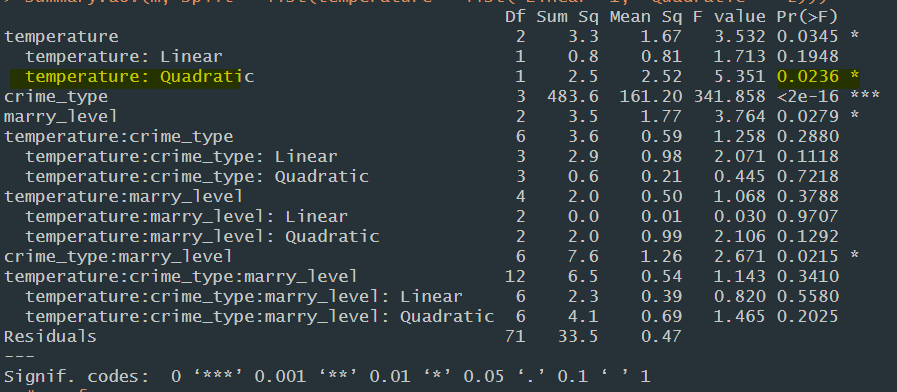 Df Sum Sq Mean Sq F value Pr(>F)
temperature 2 3.3 1.67 3.532 0.0345 *
temperature: Linear 1 0.8 0.81 1.713 0.1948
temperature: Quadratic 1 2.5 2.52 5.351 0.0236 *
crime_type 3 483.6 161.20 341.858 <2e-16 ***
marry_level 2 3.5 1.77 3.764 0.0279 *
temperature:crime_type 6 3.6 0.59 1.258 0.2880
temperature:crime_type: Linear 3 2.9 0.98 2.071 0.1118
temperature:crime_type: Quadratic 3 0.6 0.21 0.445 0.7218
temperature:marry_level 4 2.0 0.50 1.068 0.3788
temperature:marry_level: Linear 2 0.0 0.01 0.030 0.9707
temperature:marry_level: Quadratic 2 2.0 0.99 2.106 0.1292
crime_type:marry_level 6 7.6 1.26 2.671 0.0215 *
temperature:crime_type:marry_level 12 6.5 0.54 1.143 0.3410
temperature:crime_type:marry_level: Linear 6 2.3 0.39 0.820 0.5580
temperature:crime_type:marry_level: Quadratic 6 4.1 0.69 1.465 0.2025
Residuals 71 33.5 0.47
---
Signif. codes: 0 ‘***’ 0.001 ‘**’ 0.01 ‘*’ 0.05 ‘.’ 0.1 ‘ ’ 1